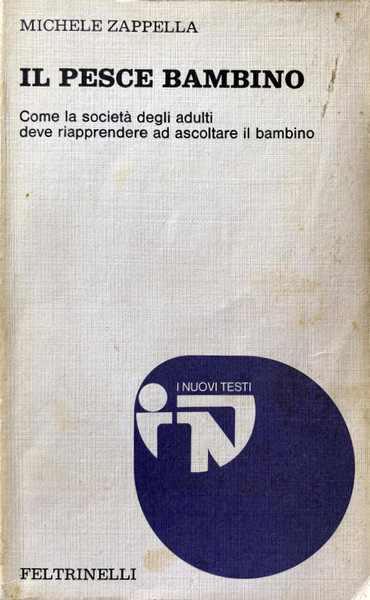 MICHELE ZAPPELLA
IL PESCE BAMBINO
Come la società degli adulti
deve riapprendere ad ascoltare il bambino
I NUOVI TESTI
iN
FELTRINELLI